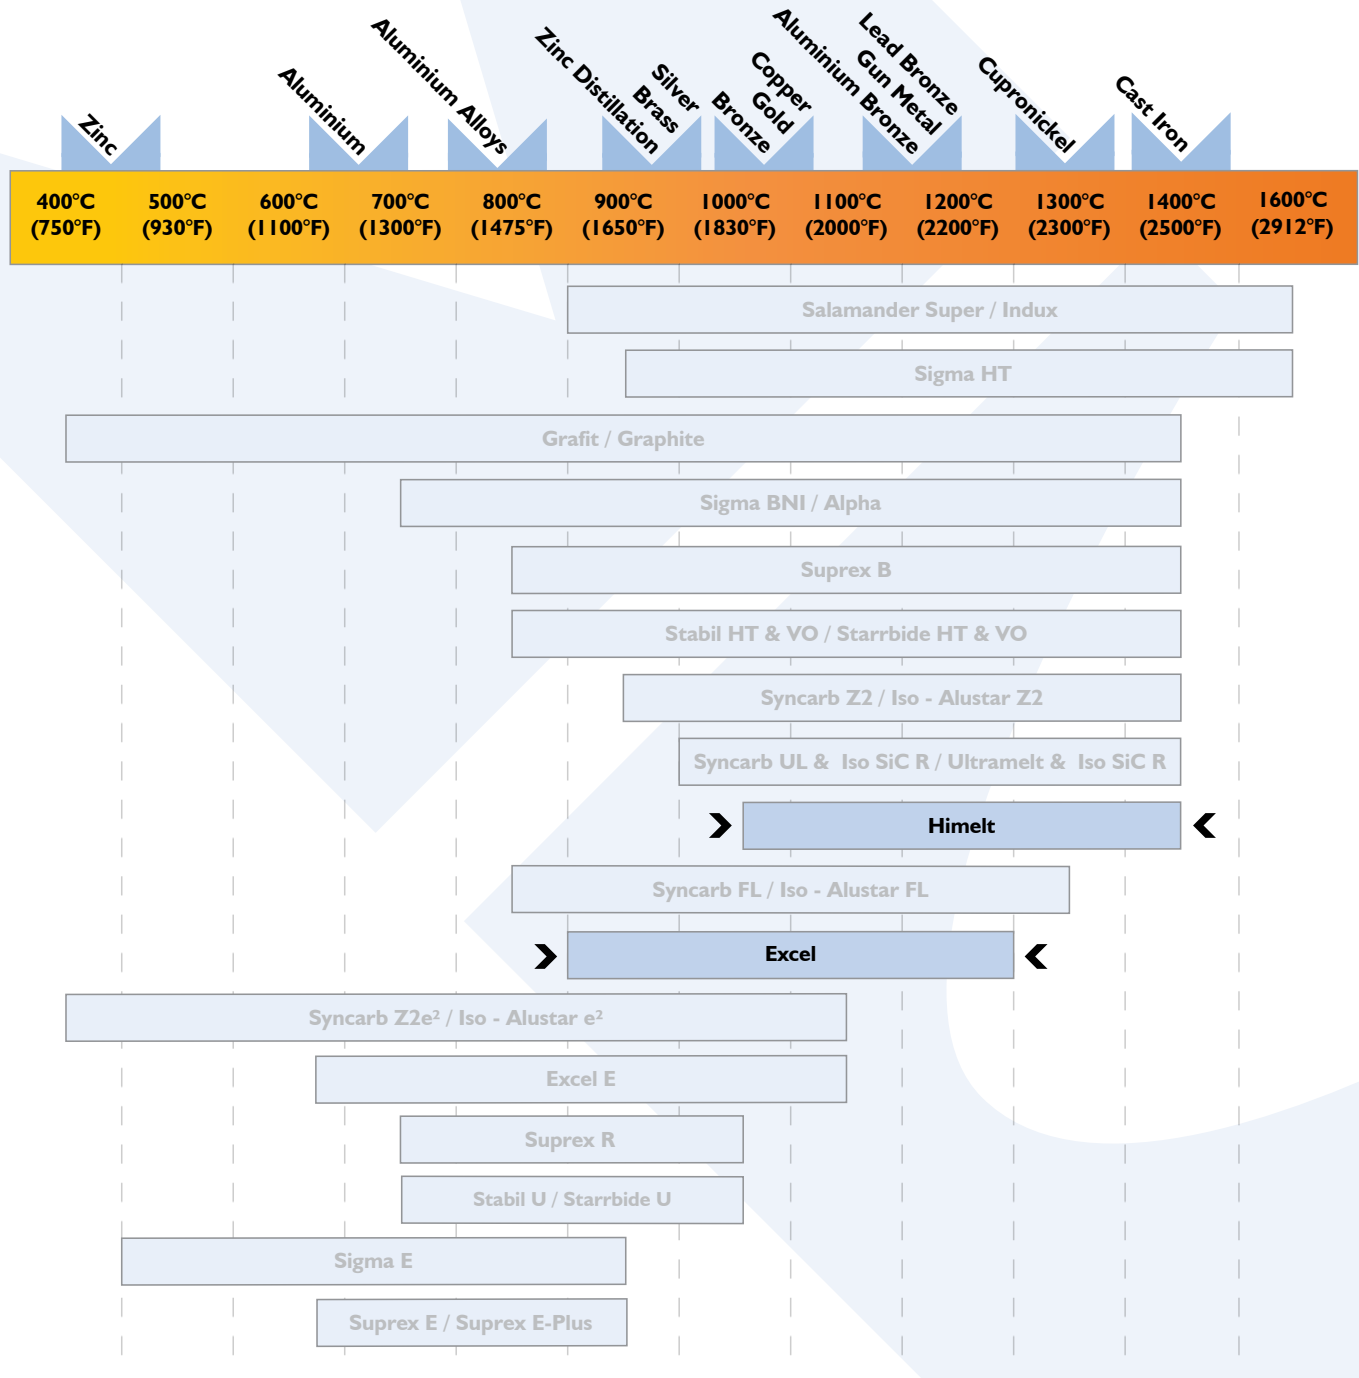 Zinc
Aluminium
Aluminium Alloys
Zinc Distillation
Silver
Brass
Copper
Gold
Bronze
Lead Bronze
Gun Metal
Aluminium Bronze
Cupronickel
Cast Iron
400°C 500°C 600°C 700°C 800°C 900°C 1000°C 1100°C 1200°C 1300°C 1400°C 1600°C
(750°F) (930°F) (1100°F) (1300°F) (1475°F) (1650°F) (1830°F) (2000°F) (2200°F) (2300°F) (2500°F) (2912°F)
Salamander Super / Indux
Sigma HT
Grafit / Graphite
Sigma BNI / Alpha
Suprex B
Stabil HT & VO / Starrbide HT & VO
Syncarb Z2 / Iso - Alustar Z2
Syncarb UL & Iso SiC R / Ultramelt & Iso SiC R
Himelt
Syncarb FL / Iso - Alustar FL
Excel
Syncarb Z2e² / Iso - Alustar e²
Excel E
Suprex R
Stabil U / Starrbide U
Sigma E
Suprex E / Suprex E-Plus